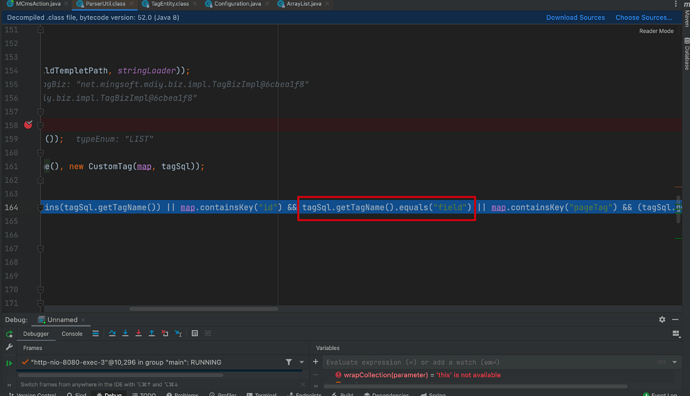 MCmsAction.java ParserUtil.class TagEntity.class Configuration.java ArrayList.java
Decompiled .class file, bytecode version: 52.0 (Java 8) Download Sources Choose Sources...
Reader Mode
Maven
Database
151
153
154 ldTempletPath, stringLoader));
155 ngBiz: "net.mingsoft.mdiy.biz.impl.TagBizImpl@6cbea1f8"
156 ly.biz.impl.TagBizImpl@6cbea1f8"
157
158
159 ()); typeEnum: "LIST"
160
161 e(), new CustomTag(map, tagSql));
162
163
164 ins(tagSql.getTagName()) || map.containsKey("id") && tagSql.getTagName().equals("field") || map.containsKey("pageTag") && (tagSql.
165
166
167
168
169
170
171
Debug: Unnamed
Debugger Console
Frames Variables
"http-nio-8080-exec-3"@10,296 in group "main": RUNNING
Evaluate expression (⏎) or add a watch (⇧⌘⏎)
wrapCollection(parameter) = 'this' is not available
Switch frames from anywhere in the IDE with ⌥⌘↑ and ⌥⌘↓
Version Control Run Debug TODO Problems Profiler Terminal Endpoints Build Dependencies Spring Event Log